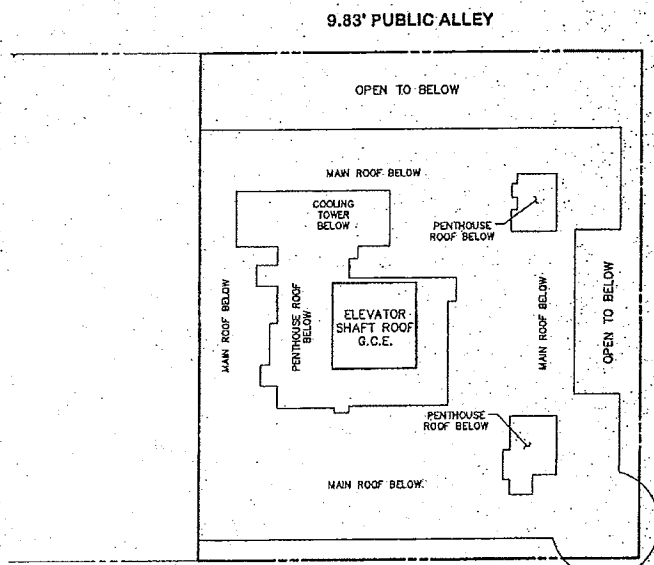 9.83' PUBLIC ALLEY
OPEN TO BELOW
MAIN ROOF BELOW
COOLING
TOWER
BELOW
PENTHOUSE
ROOF BELOW
MAIN ROOF BELOW
PENTHOUSE ROOF
BELOW
ELEVATOR
SHAFT ROOF
G.C.E.
MAIN ROOF BELOW
OPEN TO BELOW
PENTHOUSE
ROOF BELOW
MAIN ROOF BELOW.